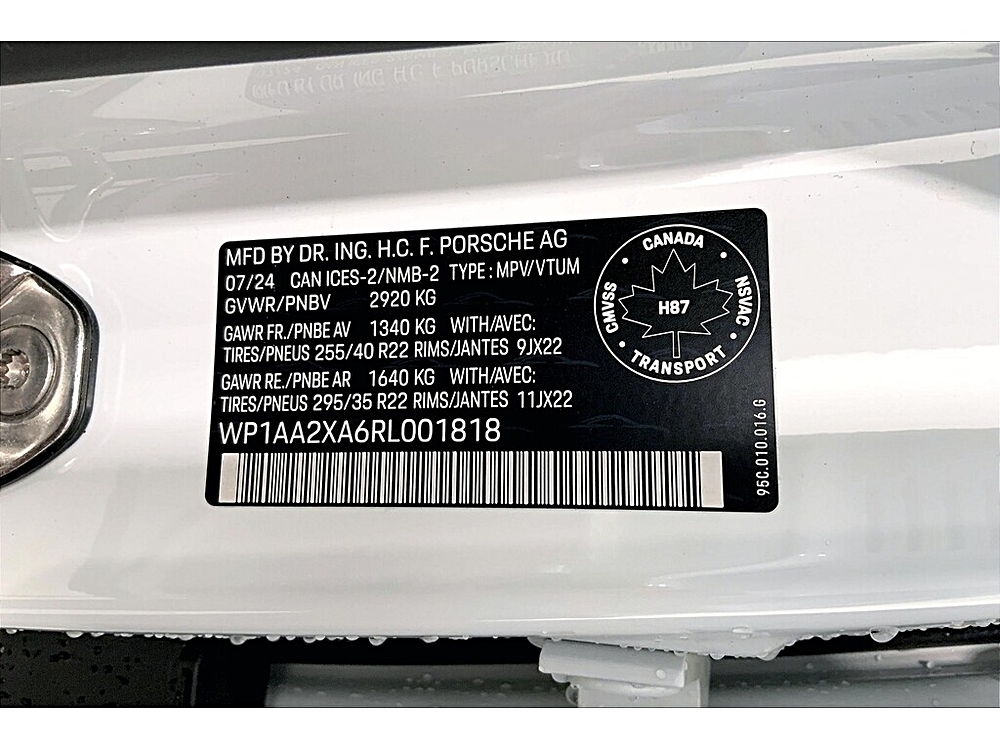 MFD BY DR. ING. H.C. F. PORSCHE AG
07/24 CAN ICES-2/NMB-2 TYPE : MPV/VTUM
GVWR/PNBV 2920 KG
GAWR FR./PNBE AV 1340 KG WITH/AVEC:
TIRES/PNEUS 255/40 R22 RIMS/JANTES 9JX22
GAWR RE./PNBE AR 1640 KG WITH/AVEC:
TIRES/PNEUS 295/35 R22 RIMS/JANTES 11JX22
WP1AA2XA6RL001818
CANADA
CMVSS
H87
NSVAC
TRANSPORT
95C.010.016.G